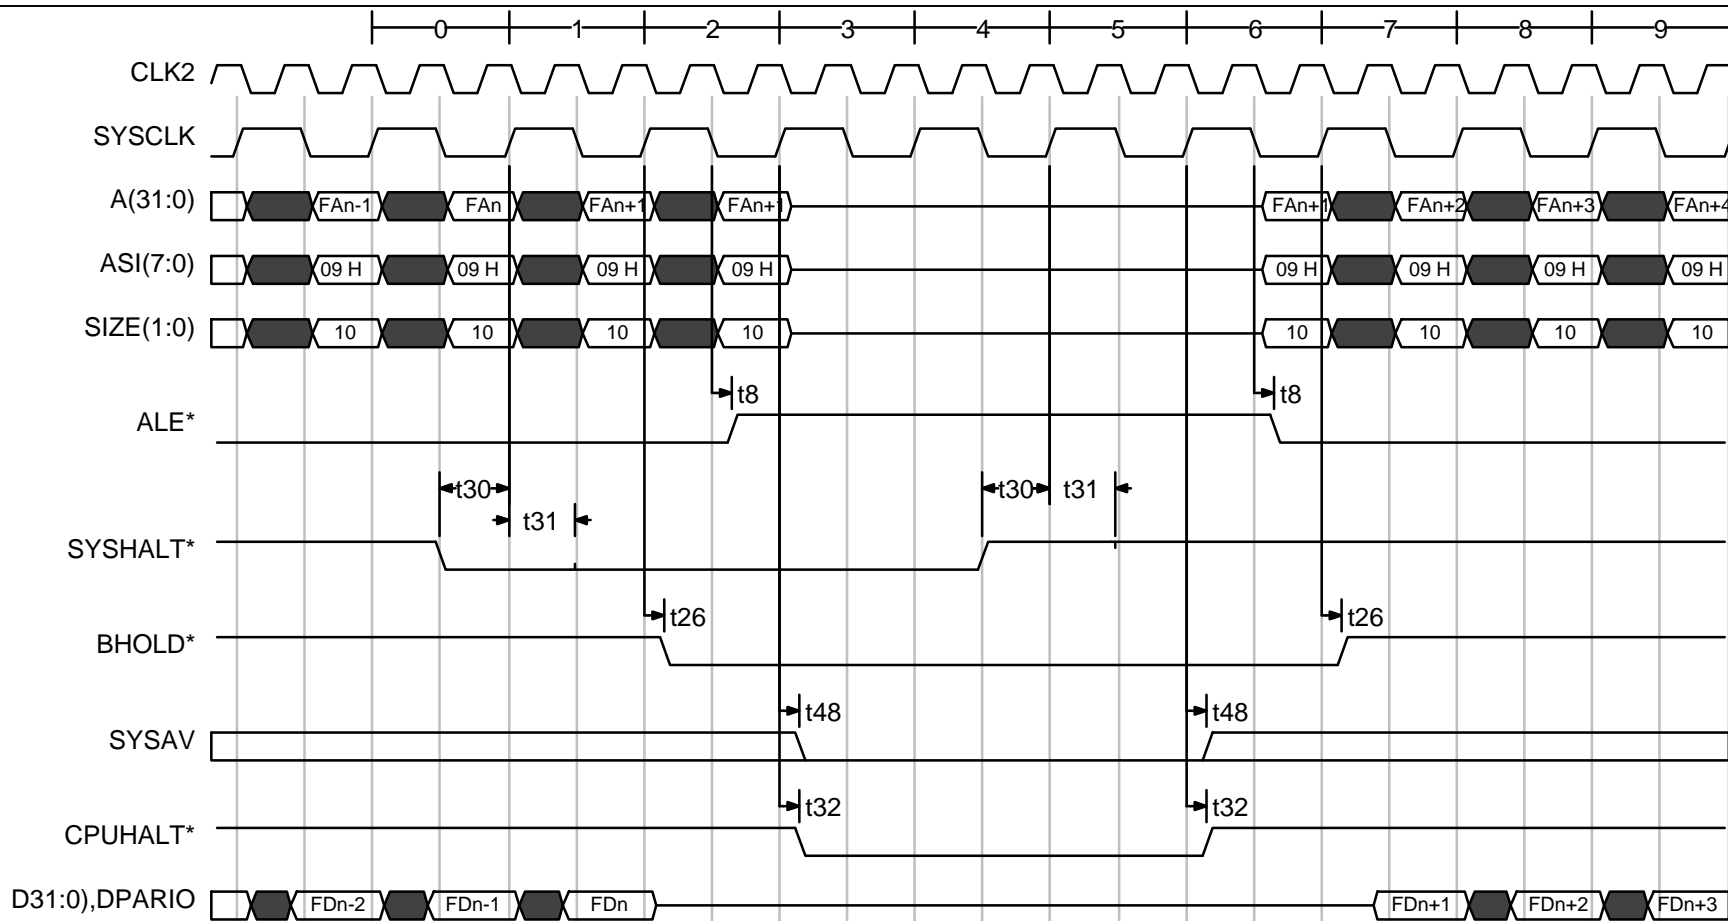 0 1 2 3 4 5 6 7 8 9
CLK2
SYSCLK
A(31:0) FAn-1 FAn FAn+1 FAn+1 FAn+1 FAn+2 FAn+3 FAn+4
ASI(7:0) 09 H 09 H 09 H 09 H 09 H 09 H 09 H 09 H
SIZE(1:0) 10 10 10 10 10 10 10 10
t8 t8
ALE*
t30 t30 t31
t31
SYSHALT*
t26 t26
BHOLD*
t48 t48
SYSAV
t32 t32
CPUHALT*
D31:0),DPARIO FDn-2 FDn-1 FDn FDn+1 FDn+2 FDn+3